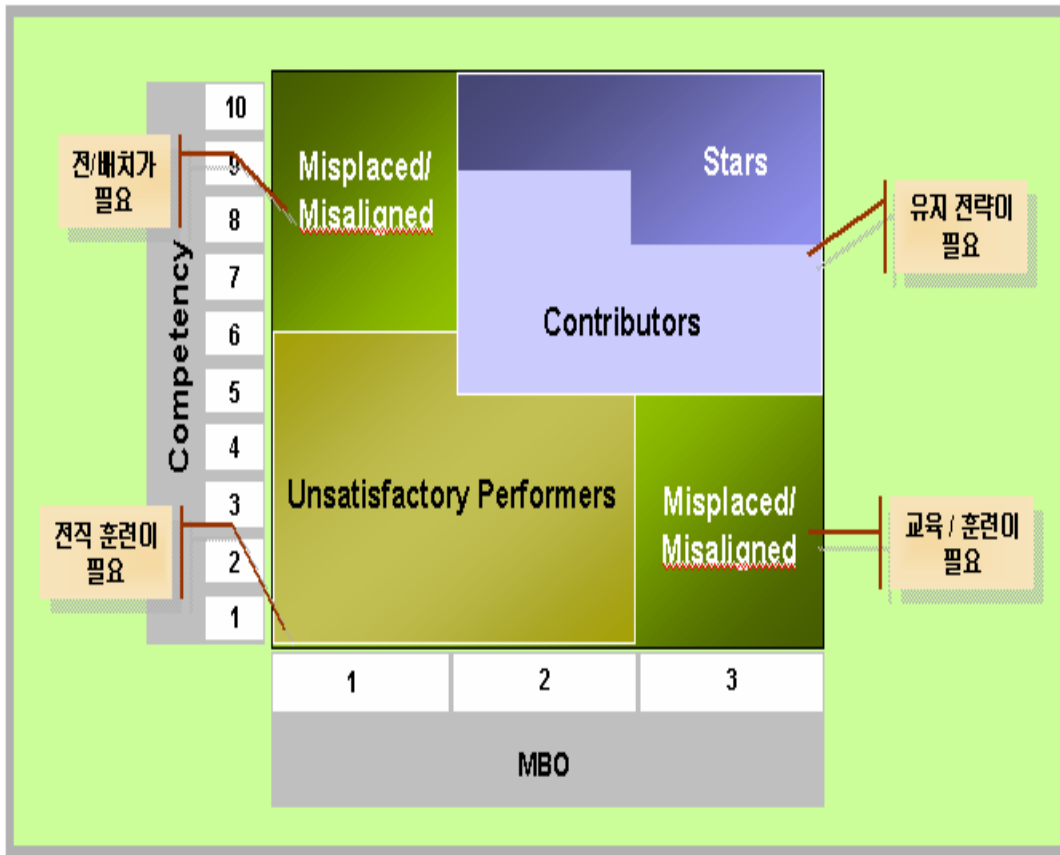 10
9
8
7
6
5
4
3
2
1
Competency
전/배치가
필요
전직 훈련이
필요
Misplaced/
Misaligned
Stars
Contributors
Unsatisfactory Performers
Misplaced/
Misaligned
유지 전략이
필요
교육 / 훈련이
필요
1
2
3
MBO